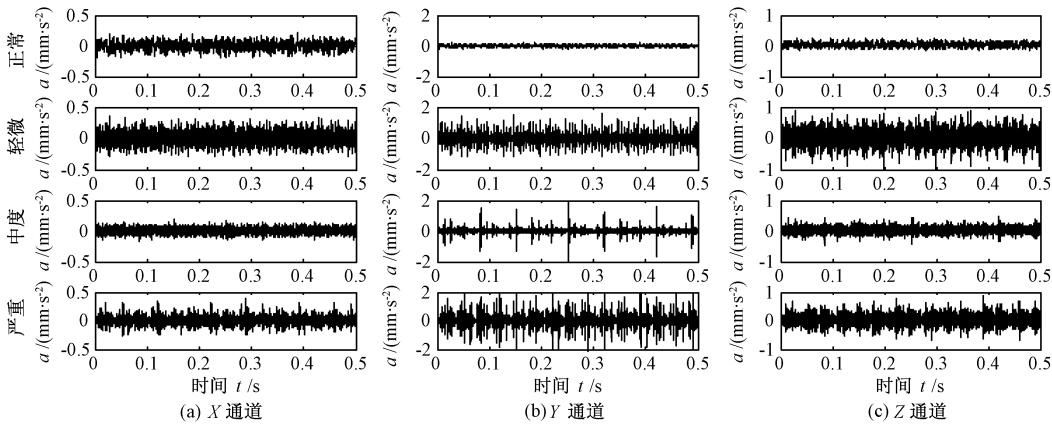 正常 a /(mm·s⁻²) 0.5 0 -0.5 a /(mm·s⁻²) 2 0 -2 a /(mm·s⁻²) 1 0 -1
0 0.1 0.2 0.3 0.4 0.5 0 0.1 0.2 0.3 0.4 0.5 0 0.1 0.2 0.3 0.4 0.5
轻微 a /(mm·s⁻²) 0.5 0 -0.5 a /(mm·s⁻²) 2 0 -2 a /(mm·s⁻²) 1 0 -1
0 0.1 0.2 0.3 0.4 0.5 0 0.1 0.2 0.3 0.4 0.5 0 0.1 0.2 0.3 0.4 0.5
中度 a /(mm·s⁻²) 0.5 0 -0.5 a /(mm·s⁻²) 2 0 2 a /(mm·s⁻²) 1 0 -1
0 0.1 0.2 0.3 0.4 0.5 0 0.1 0.2 0.3 0.4 0.5 0 0.1 0.2 0.3 0.4 0.5
严重 a /(mm·s⁻²) 0.5 0 -0.5 a /(mm·s⁻²) 2 0 -2 a /(mm·s⁻²) 1 0 -1
0 0.1 0.2 0.3 0.4 0.5 0 0.1 0.2 0.3 0.4 0.5 0 0.1 0.2 0.3 0.4 0.5
时间 t /s 时间 t /s 时间 t /s
(a) X 通道 (b) Y 通道 (c) Z 通道